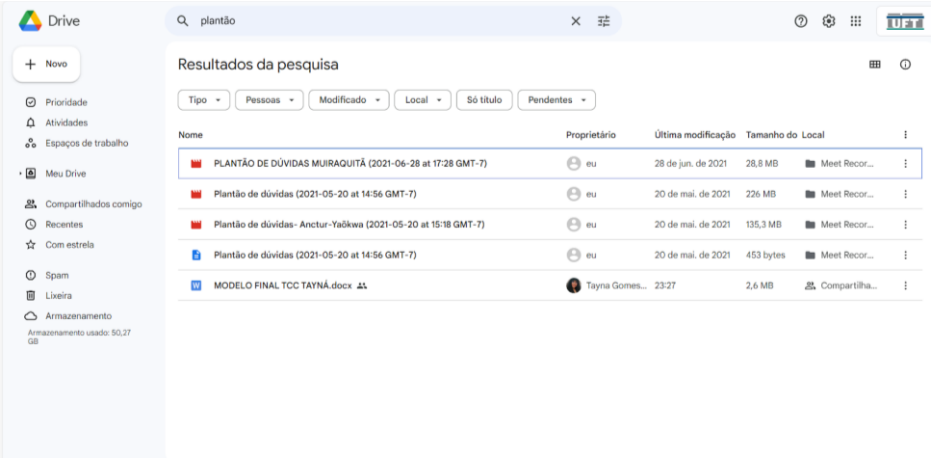 Drive
plantão
UFT
Novo
Resultados da pesquisa
Tipo Pessoas Modificado Local Só título Pendentes
Prioridade
Atividades
Espaços de trabalho
Meu Drive
Compartilhados comigo
Recentes
Com estrela
Spam
Lixeira
Armazenamento
Armazenamento usado: 50,27
GB
Nome Proprietário Última modificação Tamanho do Local
PLANTÃO DE DÚVIDAS MUIRAQUITÃ (2021-06-28 at 17:28 GMT-7) eu 28 de jun. de 2021 28,8 MB Meet Recor...
Plantão de dúvidas (2021-05-20 at 14:56 GMT-7) eu 20 de mai. de 2021 226 MB Meet Recor...
Plantão de dúvidas- Anctur-Yaõkwa (2021-05-20 at 15:18 GMT-7) eu 20 de mai. de 2021 135,3 MB Meet Recor...
Plantão de dúvidas (2021-05-20 at 14:56 GMT-7) eu 20 de mai. de 2021 453 bytes Meet Recor...
W MODELO FINAL TCC TAYNÁ.docx Tayna Gomes... 23:27 2,6 MB Compartilha...